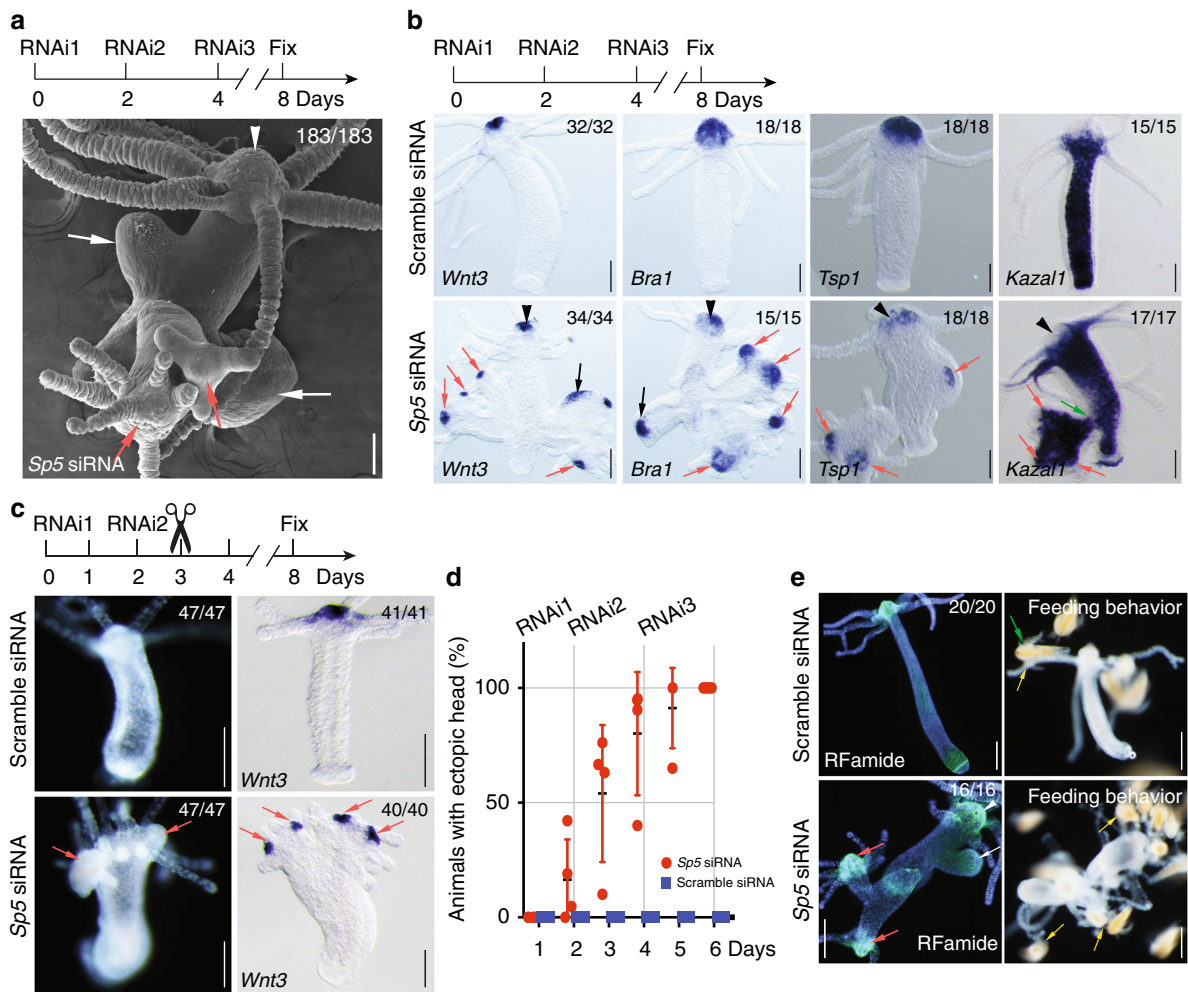 a
RNAi1 RNAi2 RNAi3 Fix
0 2 4 8 Days
183/183
Sp5 siRNA
b
RNAi1 RNAi2 RNAi3 Fix
0 2 4 8 Days
Scramble siRNA
32/32 18/18 18/18 15/15
Wnt3 Bra1 Tsp1 Kazal1
Sp5 siRNA
34/34 15/15 18/18 17/17
Wnt3 Bra1 Tsp1 Kazal1
c
RNAi1 RNAi2 Fix
0 1 2 3 4 8 Days
Scramble siRNA
47/47 41/41
Wnt3
Sp5 siRNA
47/47 40/40
Wnt3
d
RNAi1 RNAi2 RNAi3
Animals with ectopic head (%)
100
50
0
Sp5 siRNA
Scramble siRNA
1 2 3 4 5 6 Days
e
Scramble siRNA
20/20 Feeding behavior
RFamide
Sp5 siRNA
16/16 Feeding behavior
RFamide